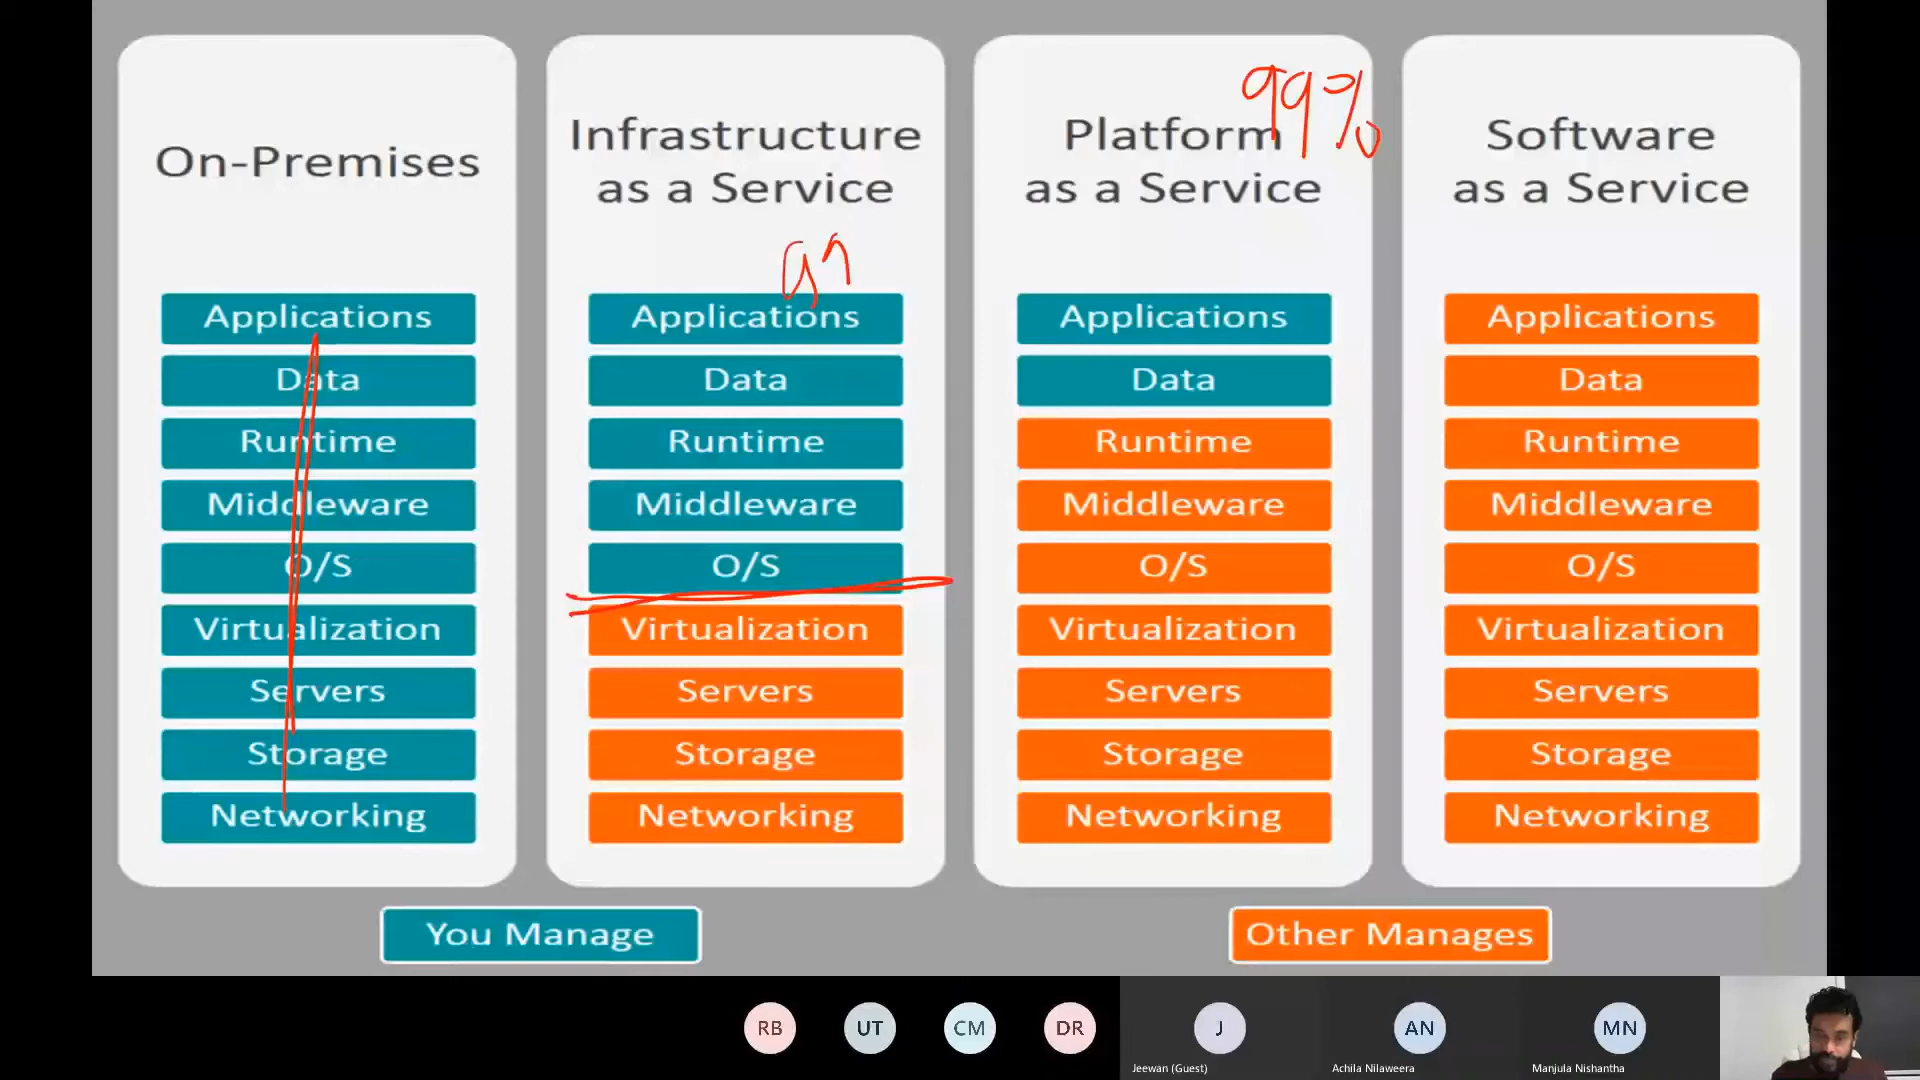 On-Premises
Applications
Data
Runtime
Middleware
O/S
Virtualization
Servers
Storage
Networking
Infrastructure
as a Service
Applications
Data
Runtime
Middleware
O/S
Virtualization
Servers
Storage
Networking
99%
Platform
as a Service
Applications
Data
Runtime
Middleware
O/S
Virtualization
Servers
Storage
Networking
Software
as a Service
Applications
Data
Runtime
Middleware
O/S
Virtualization
Servers
Storage
Networking
You Manage
Other Manages
RB
UT
CM
DR
J
AN
MN
Jeewan (Guest)
Achila Nilaweera
Manjula Nishantha